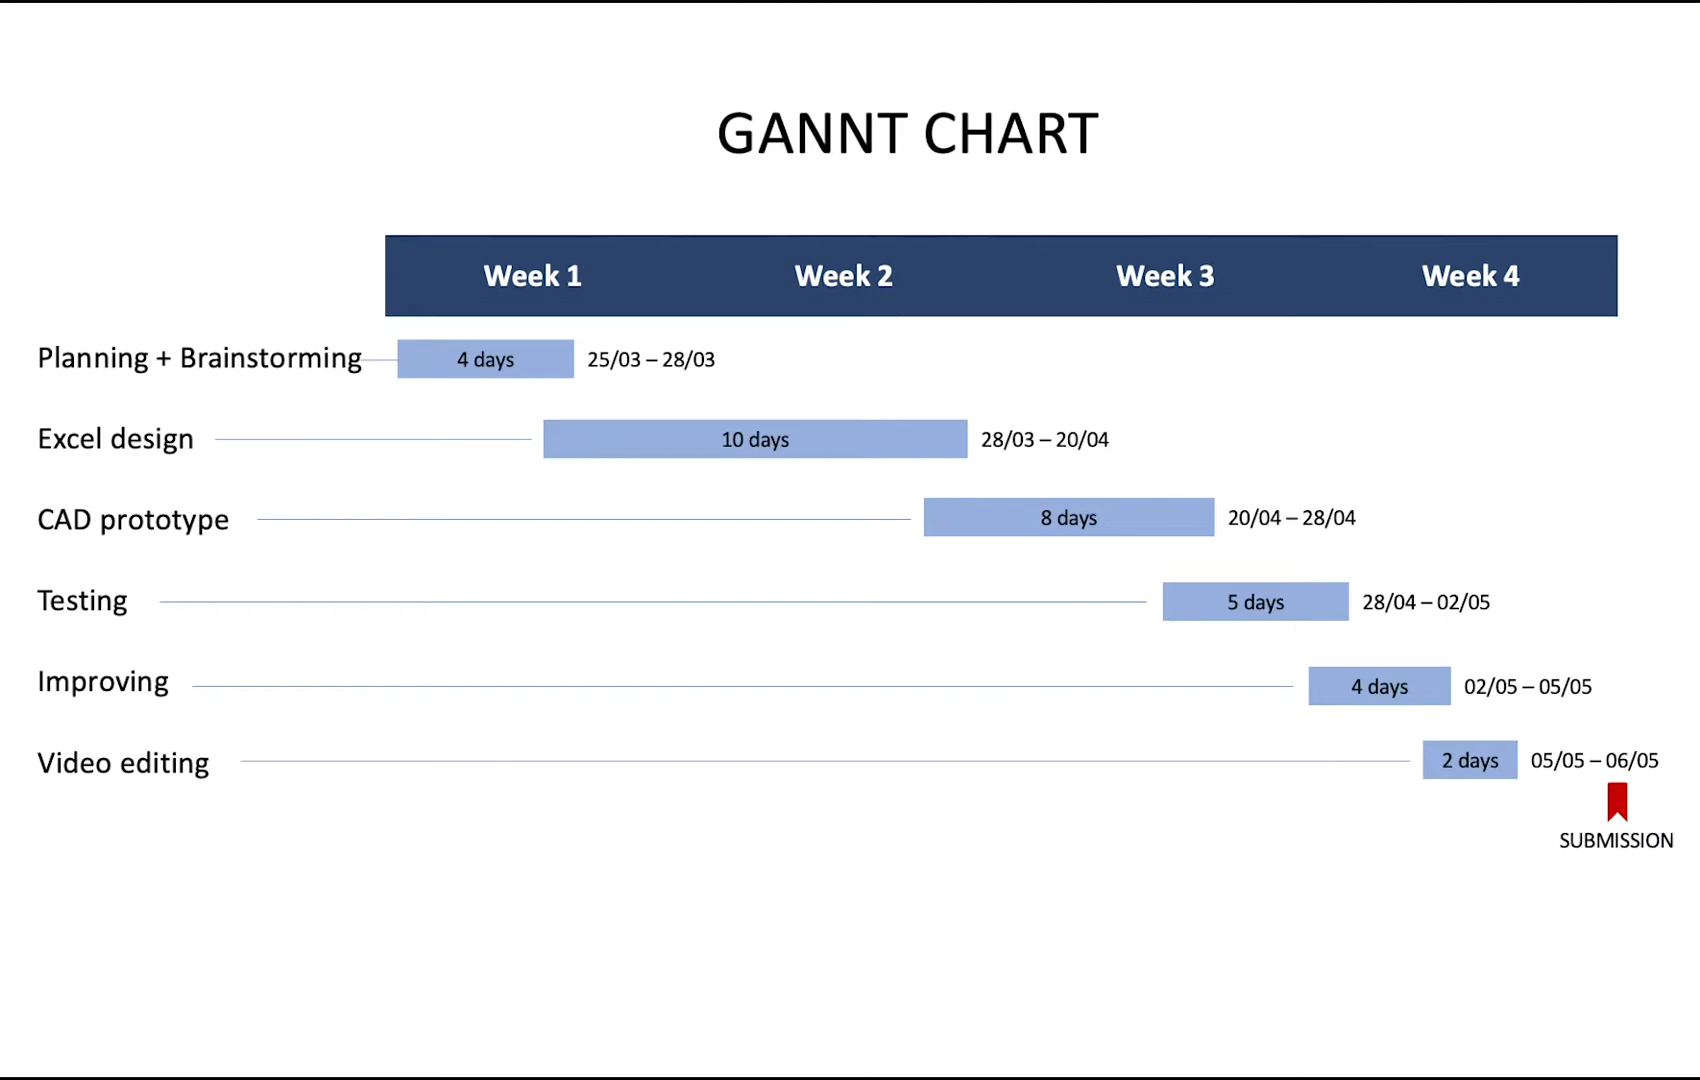 GANNT CHART
Week 1 Week 2 Week 3 Week 4
Planning + Brainstorming 4 days 25/03 – 28/03
Excel design 10 days 28/03 – 20/04
CAD prototype 8 days 20/04 – 28/04
Testing 5 days 28/04 – 02/05
Improving 4 days 02/05 – 05/05
Video editing 2 days 05/05 – 06/05
SUBMISSION